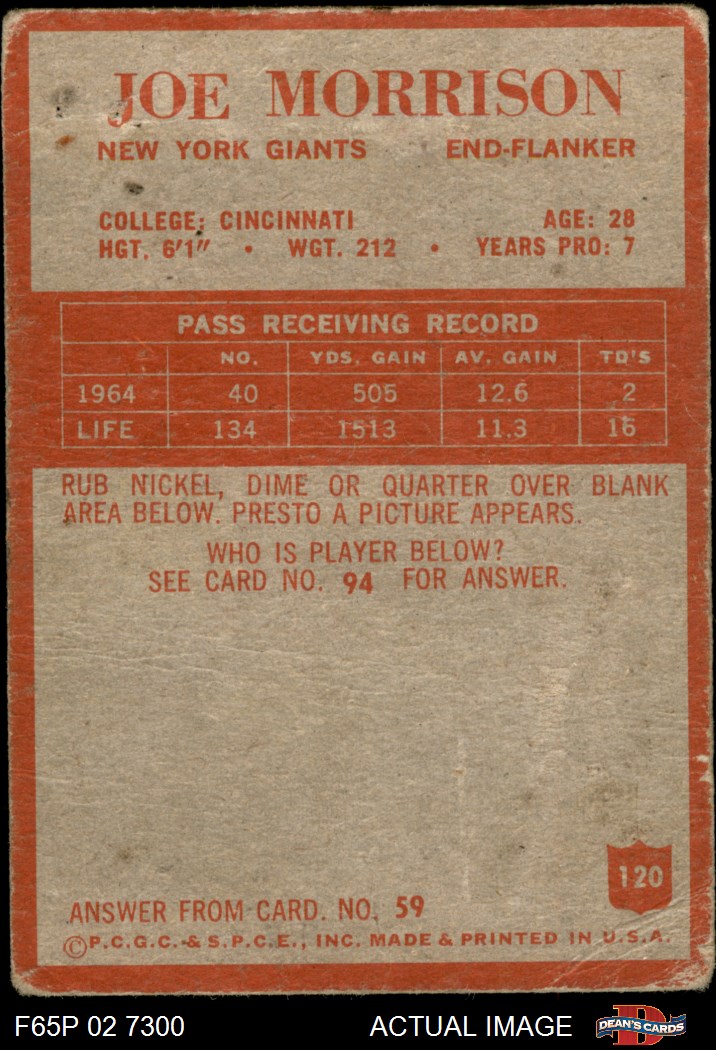 JOE MORRISON
NEW YORK GIANTS END-FLANKER
COLLEGE: CINCINNATI AGE: 28
HGT. 6'1" • WGT. 212 • YEARS PRO: 7
PASS RECEIVING RECORD
NO. YDS. GAIN AV. GAIN TD'S
1964 40 505 12.6 2
LIFE 134 1513 11.3 16
RUB NICKEL, DIME OR QUARTER OVER BLANK
AREA BELOW. PRESTO A PICTURE APPEARS.
WHO IS PLAYER BELOW?
SEE CARD NO. 94 FOR ANSWER.
120
ANSWER FROM CARD. NO. 59
©P.C.G.C. & S.P.C.E., INC. MADE & PRINTED IN U.S.A.
F65P 02 7300 ACTUAL IMAGE D DEAN'S CARDS